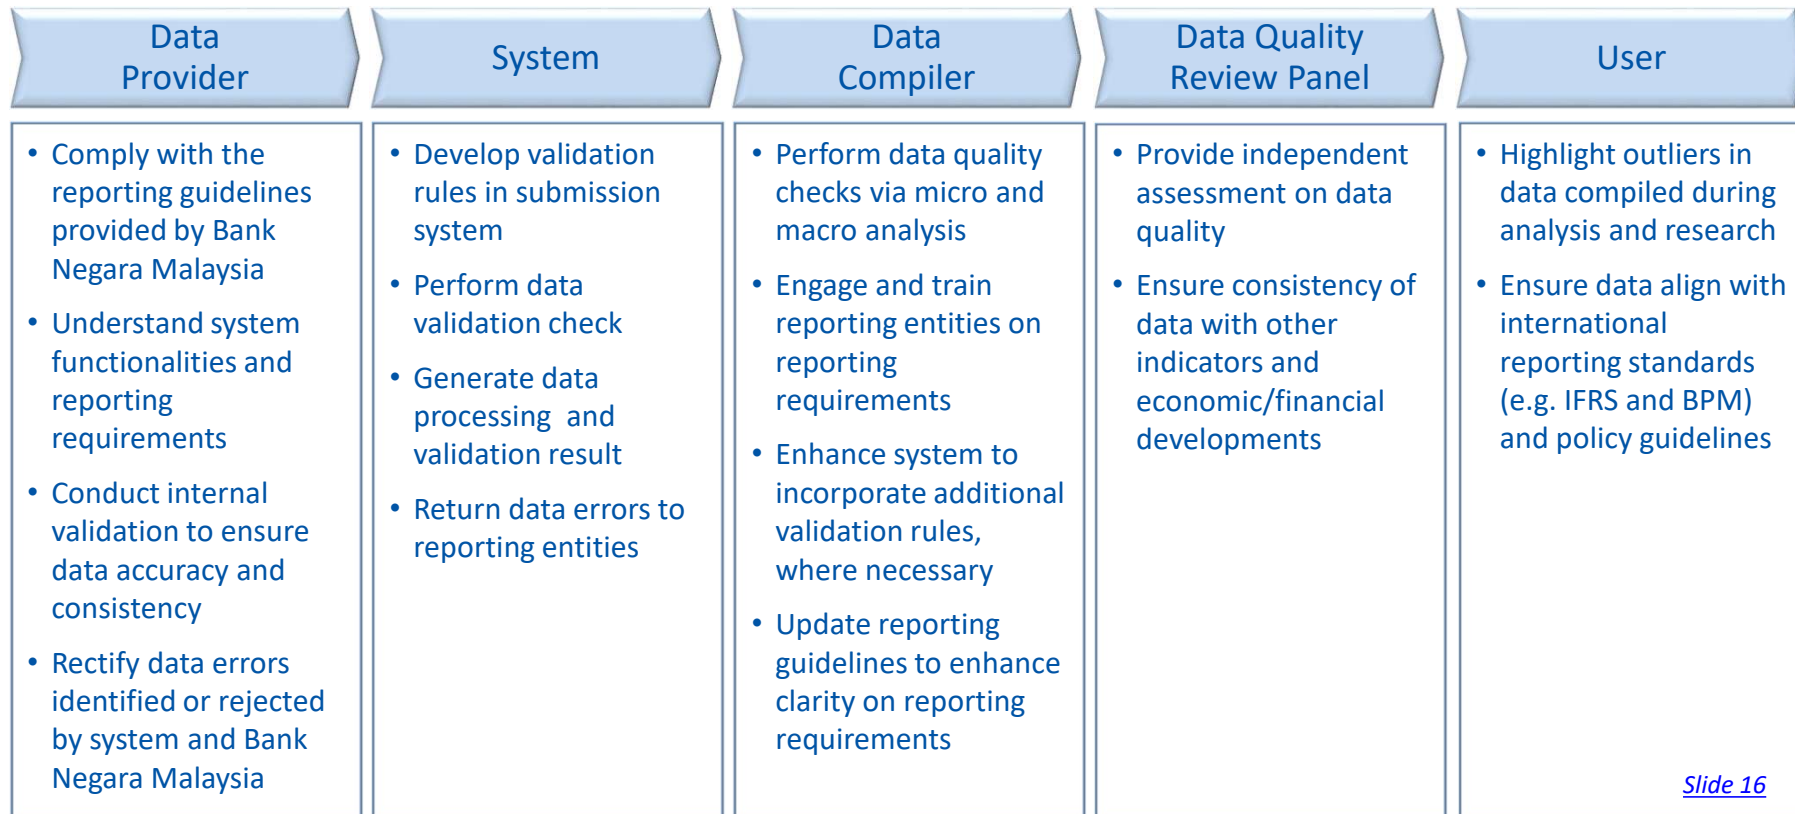 Data
Provider
System
Data
Compiler
Data Quality
Review Panel
User
• Comply with the
reporting guidelines
provided by Bank
Negara Malaysia
• Understand system
functionalities and
reporting
requirements
• Conduct internal
validation to ensure
data accuracy and
consistency
• Rectify data errors
identified or rejected
by system and Bank
Negara Malaysia
• Develop validation
rules in submission
system
• Perform data
validation check
• Generate data
processing and
validation result
• Return data errors to
reporting entities
• Perform data quality
checks via micro and
macro analysis
• Engage and train
reporting entities on
reporting
requirements
• Enhance system to
incorporate additional
validation rules,
where necessary
• Update reporting
guidelines to enhance
clarity on reporting
requirements
• Provide independent
assessment on data
quality
• Ensure consistency of
data with other
indicators and
economic/financial
developments
• Highlight outliers in
data compiled during
analysis and research
• Ensure data align with
international
reporting standards
(e.g. IFRS and BPM)
and policy guidelines
Slide 16